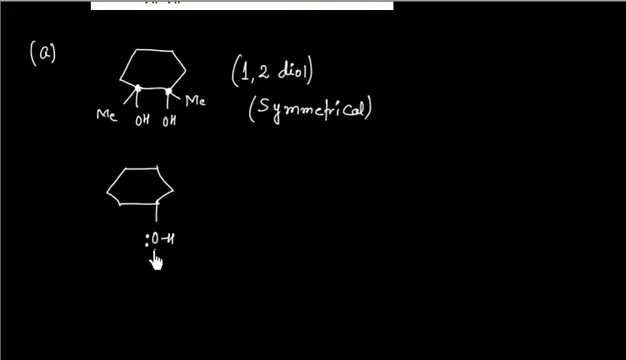 (a)
(1,2 diol)
(Symmetrical)
Me OH OH Me
:O-H